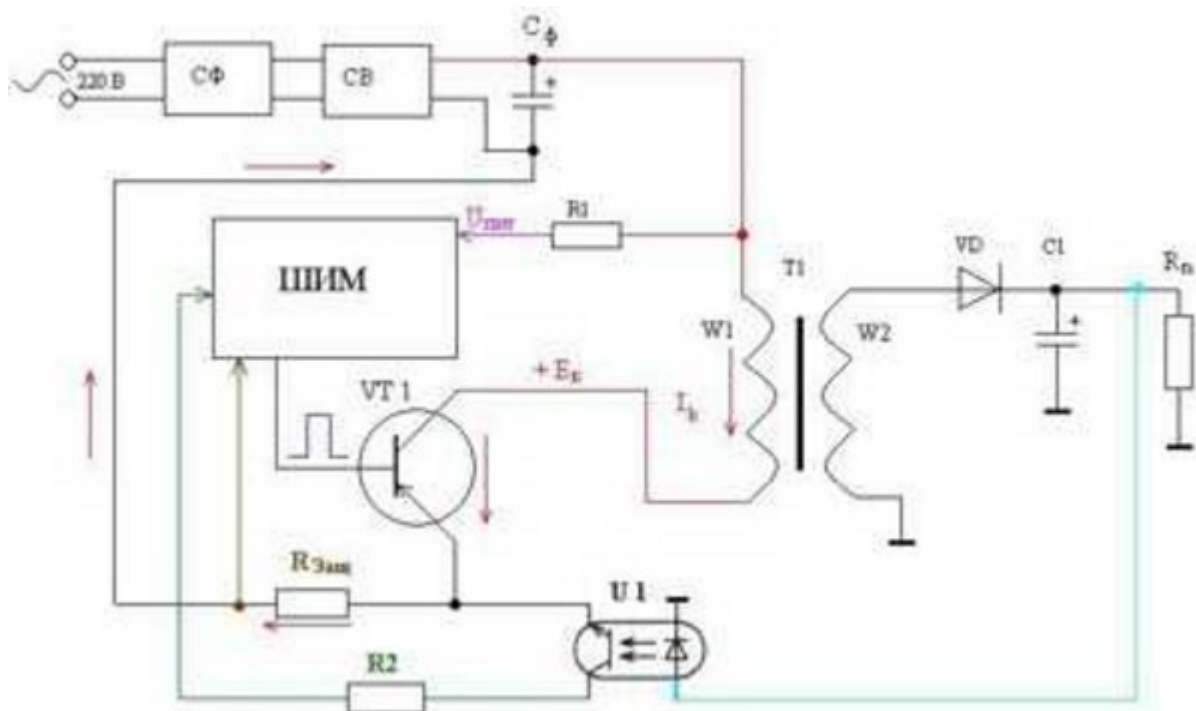 Cф
220 В
СФ
СВ
Uпит
R1
ШИМ
T1
VD
C1
Rн
W1
W2
VT 1
+ Eк
Iк
RЗащ
U 1
R2